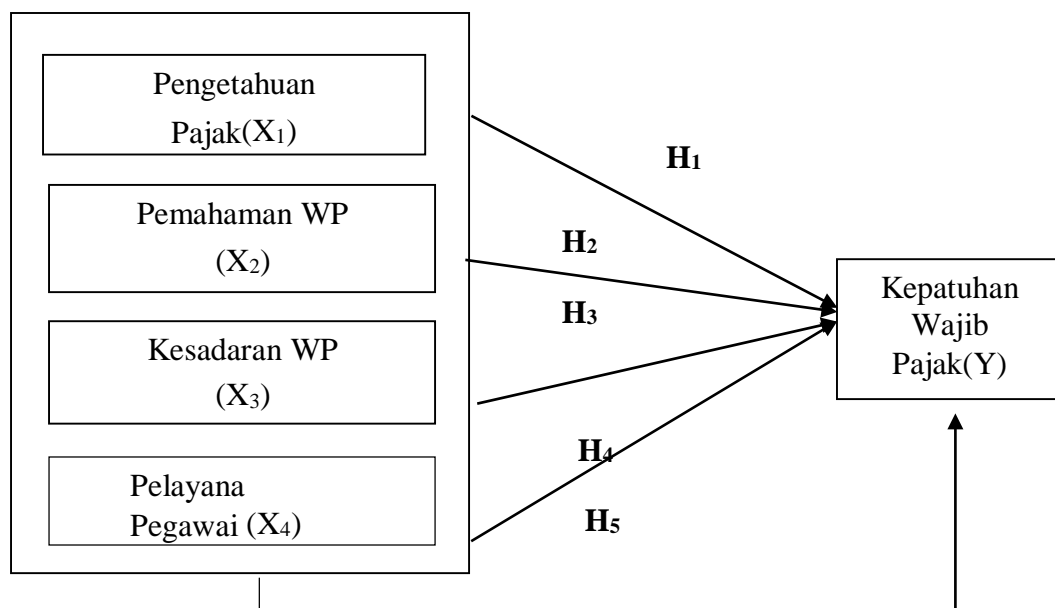 Pengetahuan
Pajak(X₁)
Pemahaman WP
(X₂)
Kesadaran WP
(X₃)
Pelayana
Pegawai (X₄)
H₁
H₂
H₃
H₄
H₅
Kepatuhan
Wajib
Pajak(Y)